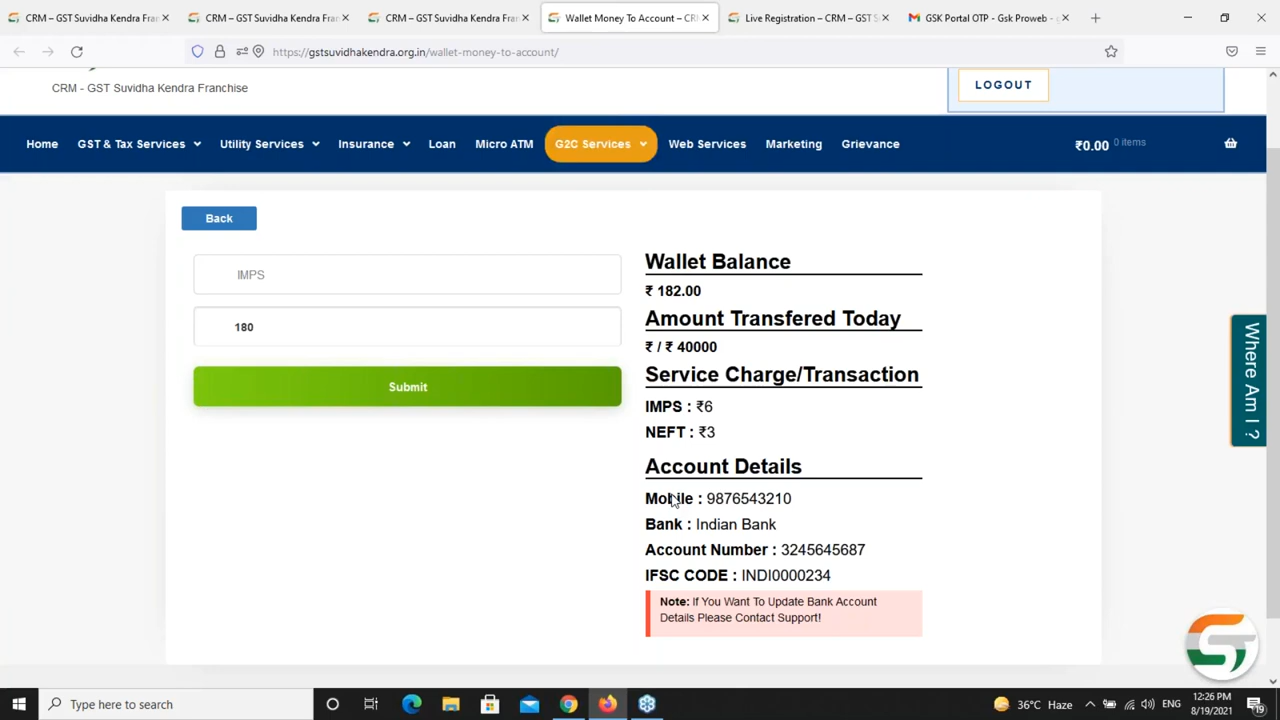 CRM – GST Suvidha Kendra Fran
CRM – GST Suvidha Kendra Fran
CRM – GST Suvidha Kendra Franc
Wallet Money To Account – CR
Live Registration – CRM – GST S
GSK Portal OTP - Gsk Proweb -
https://gstsuvidhakendra.org.in/wallet-money-to-account/
CRM - GST Suvidha Kendra Franchise
LOGOUT
Home
GST & Tax Services
Utility Services
Insurance
Loan
Micro ATM
G2C Services
Web Services
Marketing
Grievance
₹0.00 0 items
Back
IMPS
180
Submit
Wallet Balance
₹ 182.00
Amount Transfered Today
₹ / ₹ 40000
Service Charge/Transaction
IMPS : ₹6
NEFT : ₹3
Account Details
Mobile : 9876543210
Bank : Indian Bank
Account Number : 3245645687
IFSC CODE : INDI0000234
Note: If You Want To Update Bank Account
Details Please Contact Support!
Where Am I ?
Type here to search
36°C Haze
ENG
12:26 PM
8/19/2021
19